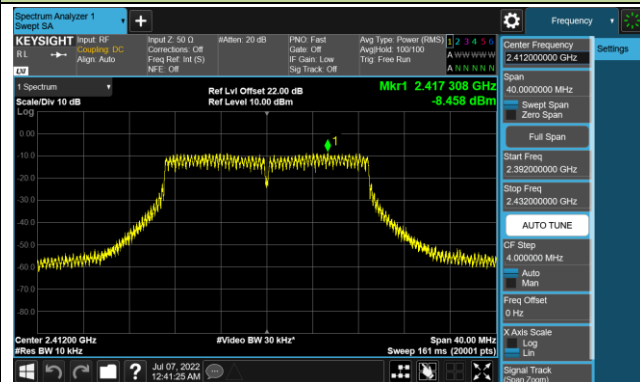 Spectrum Analyzer 1
Swept SA
Frequency
KEYSIGHT
RL
LXI
Input: RF
Coupling: DC
Align: Auto
Input Z: 50 Ω
Corrections: Off
Freq Ref: Int (S)
NFE: Off
#Atten: 20 dB
PNO: Fast
Gate: Off
IF Gain: Low
Sig Track: Off
Avg Type: Power (RMS)
Avg|Hold: 100/100
Trig: Free Run
1 2 3 4 5 6
A W W W W W
A N N N N N
1 Spectrum
Scale/Div 10 dB
Log
Ref Lvl Offset 22.00 dB
Ref Level 10.00 dBm
Mkr1 2.417 308 GHz
-8.458 dBm
1
0.00
-10.0
-20.0
-30.0
-40.0
-50.0
-60.0
-70.0
-80.0
Center 2.41200 GHz
#Res BW 10 kHz
#Video BW 30 kHz*
Span 40.00 MHz
Sweep 161 ms (20001 pts)
?
Jul 07, 2022
12:41:25 AM
Center Frequency
2.412000000 GHz
Settings
Span
40.0000000 MHz
Swept Span
Zero Span
Full Span
Start Freq
2.392000000 GHz
Stop Freq
2.432000000 GHz
AUTO TUNE
CF Step
4.000000 MHz
Auto
Man
Freq Offset
0 Hz
X Axis Scale
Log
Lin
Signal Track
(Span Zoom)